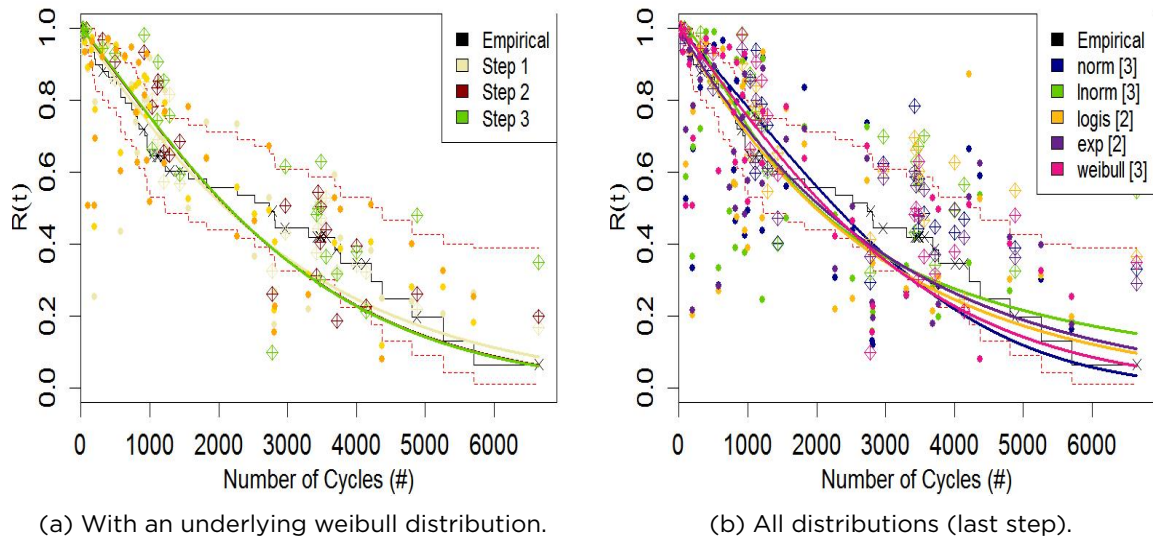 R(t)
1.0
0.8
0.6
0.4
0.2
0.0
0 1000 2000 3000 4000 5000 6000
Number of Cycles (#)
Empirical
Step 1
Step 2
Step 3
(a) With an underlying weibull distribution.
R(t)
1.0
0.8
0.6
0.4
0.2
0.0
0 1000 2000 3000 4000 5000 6000
Number of Cycles (#)
Empirical
norm [3]
lnorm [3]
logis [2]
exp [2]
weibull [3]
(b) All distributions (last step).